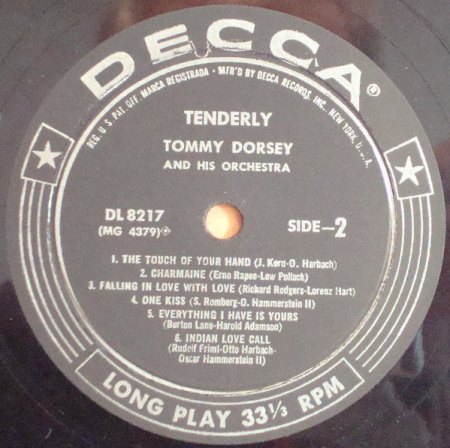 DECCA®
REG. U.S. PAT. OFF. MARCA REGISTRADA • MF'R'D BY DECCA RECORDS, INC., NEW YORK, U.S.A.
TENDERLY
TOMMY DORSEY
AND HIS ORCHESTRA
DL 8217
SIDE—2
(MG 4379)
1. THE TOUCH OF YOUR HAND (J. Kern-O. Harbach)
2. CHARMAINE (Erno Rapee-Lew Pollack)
3. FALLING IN LOVE WITH LOVE (Richard Rodgers-Lorenz Hart)
4. ONE KISS (S. Romberg-O. Hammerstein II)
5. EVERYTHING I HAVE IS YOURS
(Burton Lane-Harold Adamson)
6. INDIAN LOVE CALL
(Rudolf Friml-Otto Harbach-
Oscar Hammerstein II)
LONG PLAY 33⅓ RPM